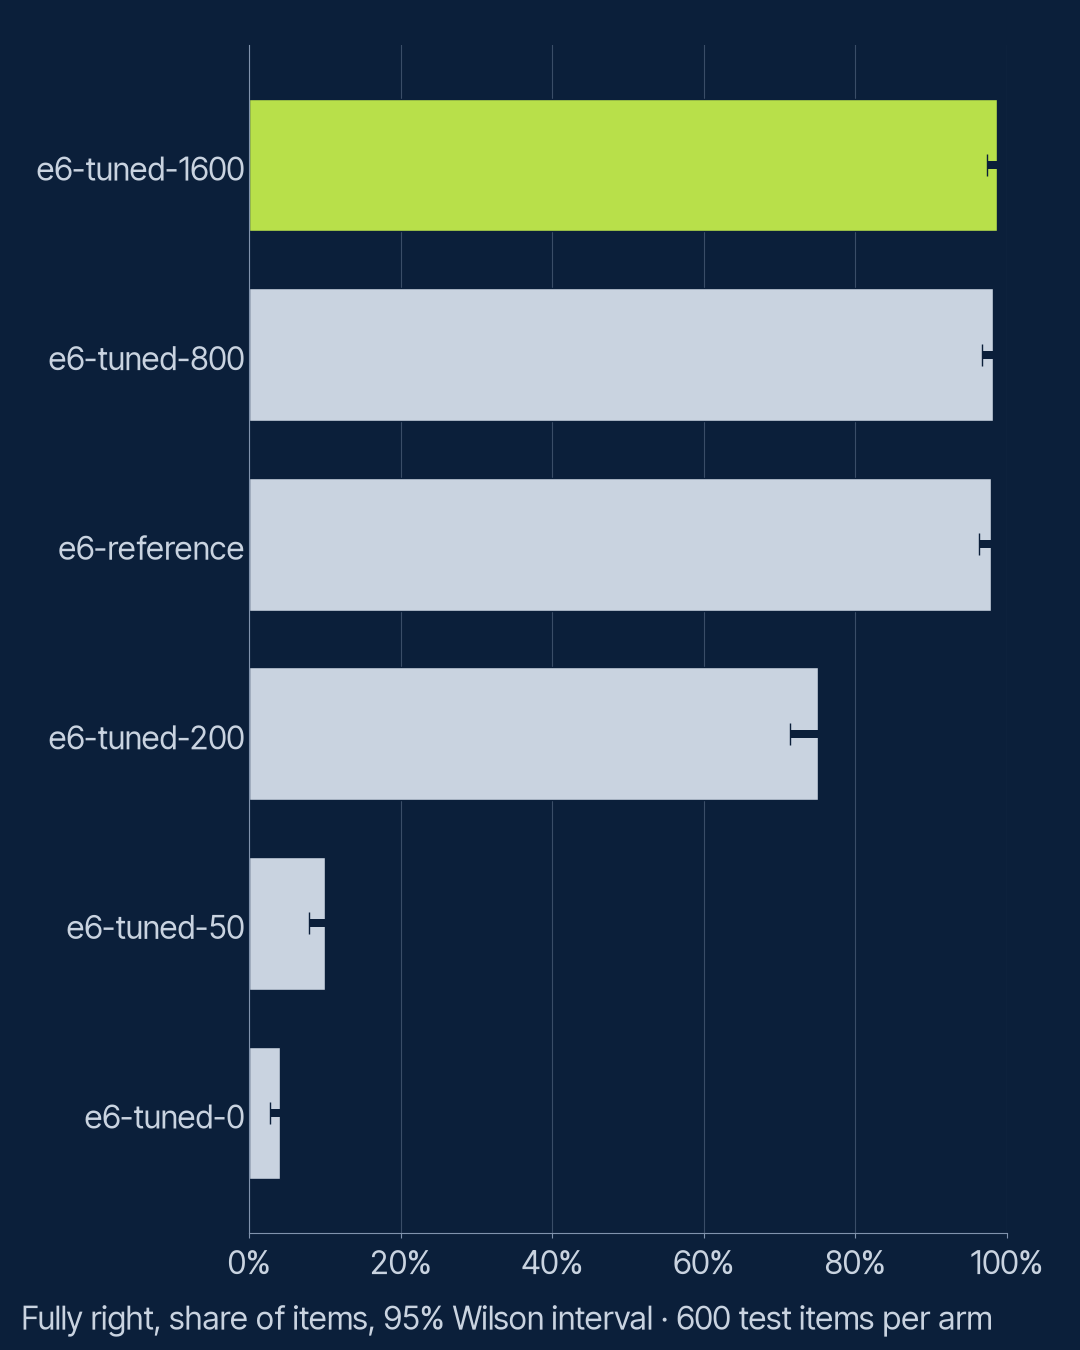 e6-tuned-1600
e6-tuned-800
e6-reference
e6-tuned-200
e6-tuned-50
e6-tuned-0
0% 20% 40% 60% 80% 100%
Fully right, share of items, 95% Wilson interval · 600 test items per arm